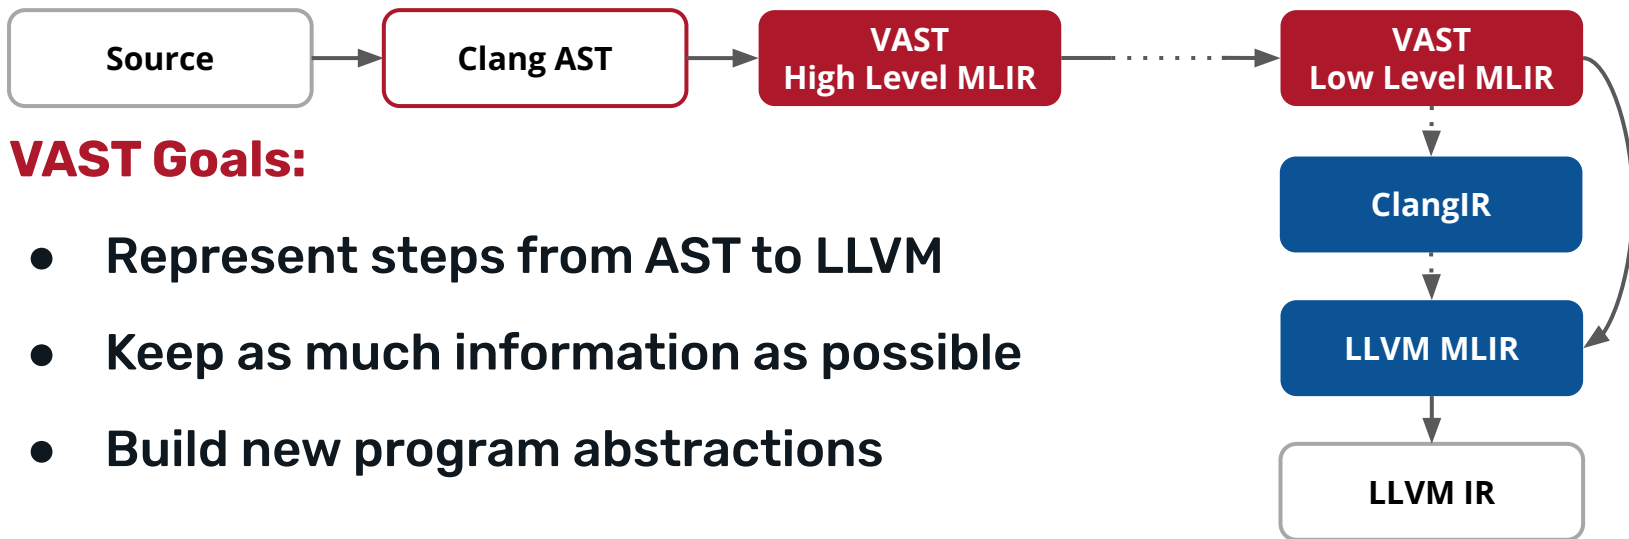 Source
Clang AST
VAST
High Level MLIR
VAST
Low Level MLIR
VAST Goals:
ClangIR
● Represent steps from AST to LLVM
● Keep as much information as possible
LLVM MLIR
● Build new program abstractions
LLVM IR